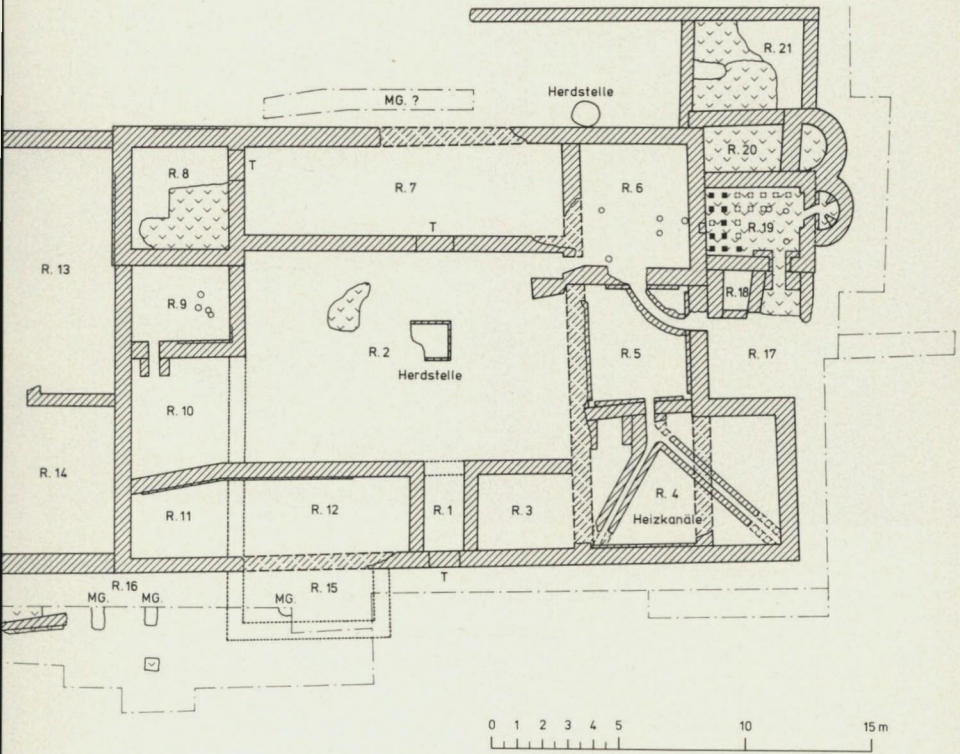 R. 21
Herdstelle
MG. ?
R. 20
R. 8
T
R. 7
R. 6
T
R. 19
R. 13
R. 9
R. 18
R. 2
Herdstelle
R. 5
R. 17
R. 10
R. 14
R. 11
R. 12
R. 1
R. 3
R. 4
Heizkanäle
T
R. 16
R. 15
MG.
MG.
MG.
0 1 2 3 4 5 10 15 m